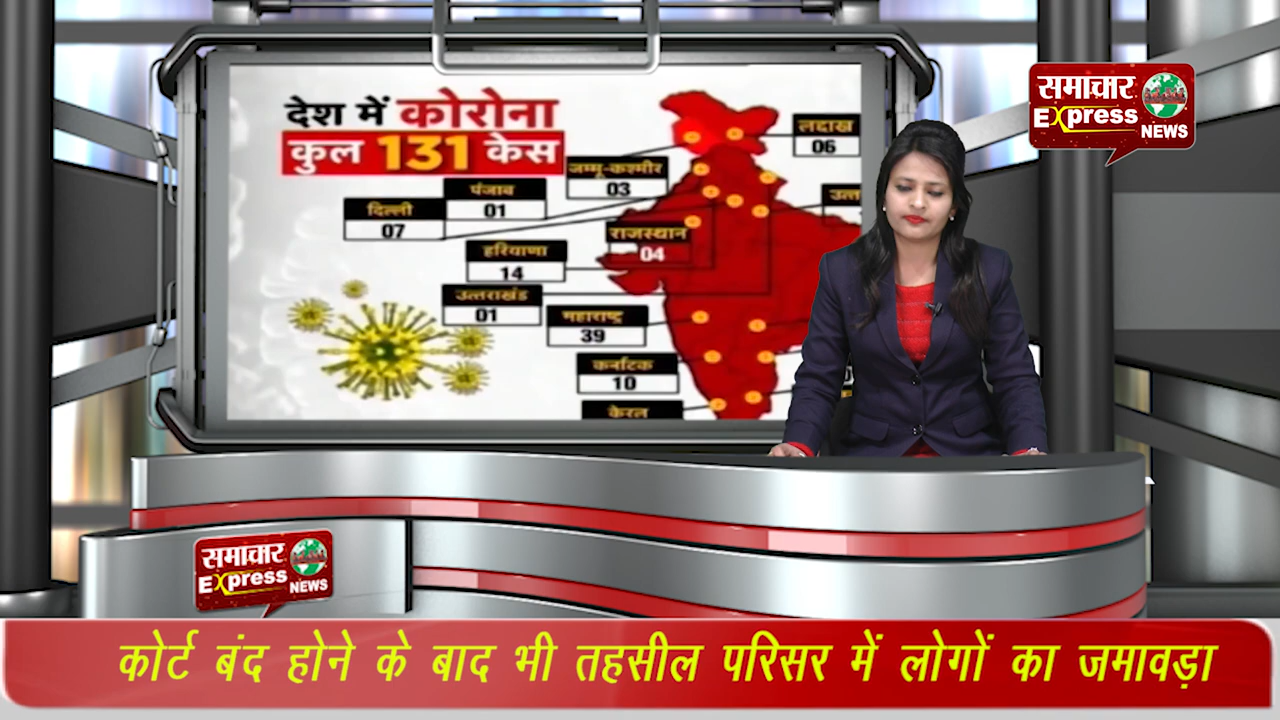 देश में कोरोना
कुल 131 केस
लदाख
06
जम्मू-कश्मीर
03
पंजाब
01
दिल्ली
07
राजस्थान
04
हरियाणा
14
उत्तराखंड
01
महाराष्ट्र
39
कर्नाटक
10
केरल
समाचार
Express
NEWS
समाचार
Express
NEWS
कोर्ट बंद होने के बाद भी तहसील परिसर में लोगों का जमावड़ा